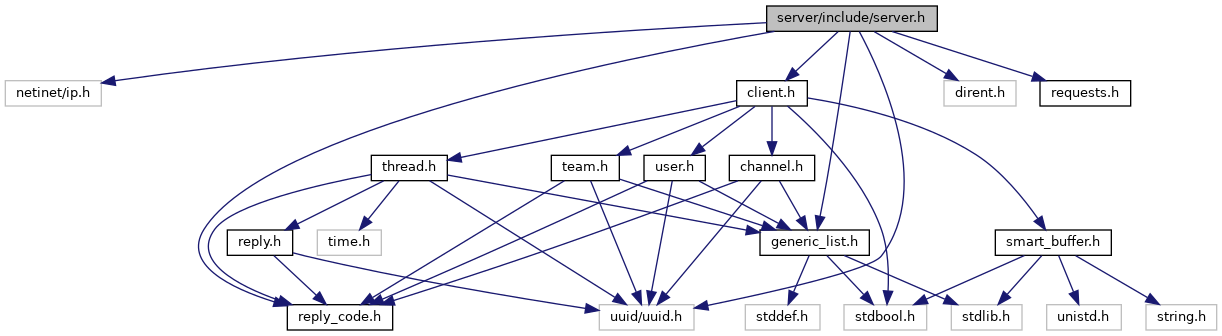 server/include/server.h
netinet/ip.h
client.h
dirent.h
requests.h
thread.h
team.h
user.h
channel.h
reply.h
time.h
generic_list.h
smart_buffer.h
reply_code.h
uuid/uuid.h
stddef.h
stdbool.h
stdlib.h
unistd.h
string.h